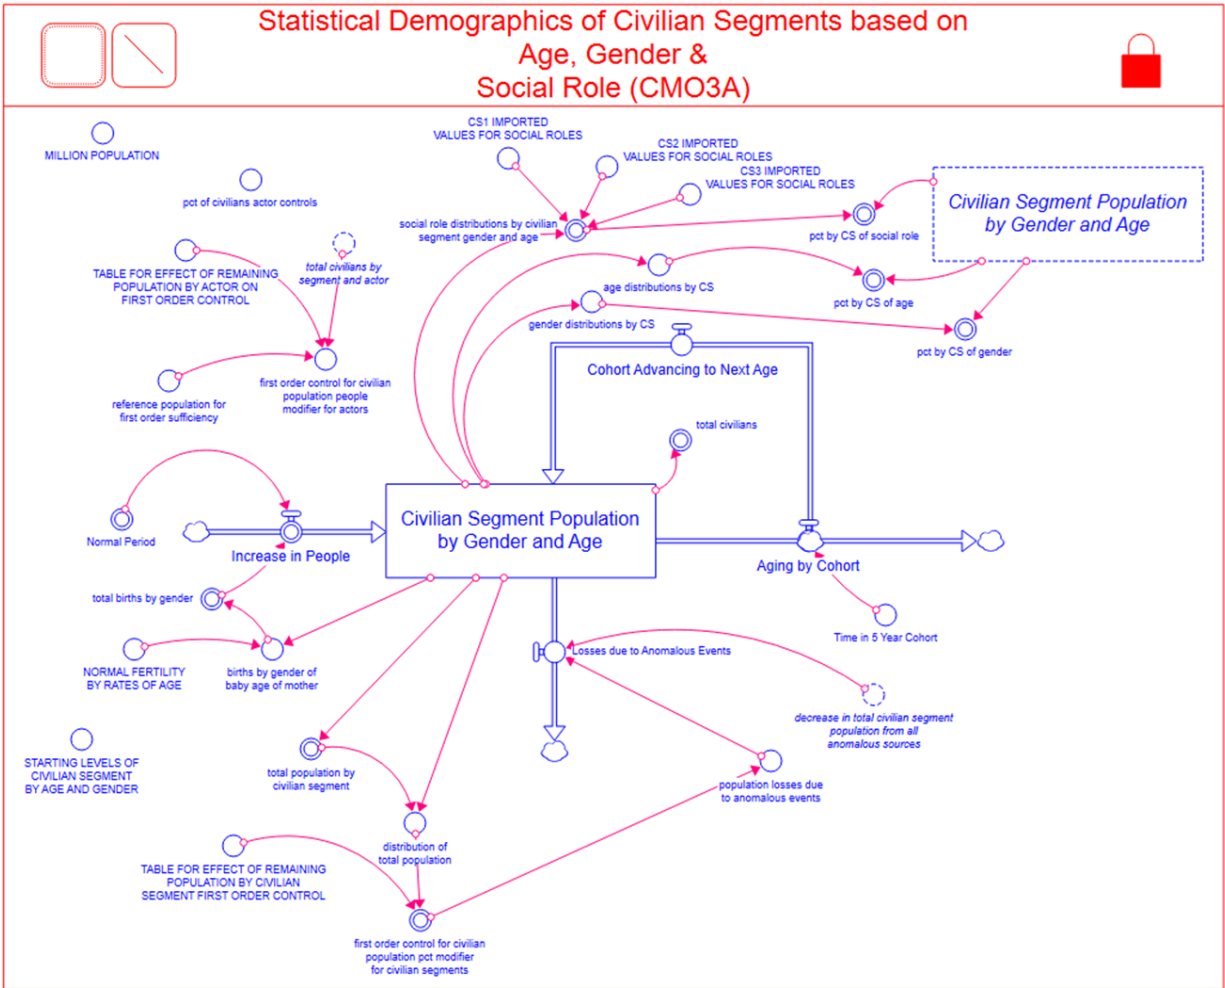 Statistical Demographics of Civilian Segments based on
Age, Gender &
Social Role (CMO3A)
MILLION POPULATION
CS1 IMPORTED
VALUES FOR SOCIAL ROLES
CS2 IMPORTED
VALUES FOR SOCIAL ROLES
CS3 IMPORTED
VALUES FOR SOCIAL ROLES
pct of civilians actor controls
Civilian Segment Population
by Gender and Age
social role distributions by civilian
segment gender and age
pct by CS of social role
TABLE FOR EFFECT OF REMAINING
POPULATION BY ACTOR ON
FIRST ORDER CONTROL
total civilians by
segment and actor
age distributions by CS
pct by CS of age
gender distributions by CS
pct by CS of gender
Cohort Advancing to Next Age
first order control for civilian
population people
modifier for actors
reference population for
first order sufficiency
total civilians
Normal Period
Increase in People
Civilian Segment Population
by Gender and Age
Aging by Cohort
total births by gender
Time in 5 Year Cohort
NORMAL FERTILITY
BY RATES OF AGE
births by gender of
baby age of mother
Losses due to Anomalous Events
decrease in total civilian segment
population from all
anomalous sources
STARTING LEVELS OF
CIVILIAN SEGMENT
BY AGE AND GENDER
total population by
civilian segment
population losses due
to anomalous events
distribution of
total population
TABLE FOR EFFECT OF REMAINING
POPULATION BY CIVILIAN
SEGMENT FIRST ORDER CONTROL
first order control for civilian
population pct modifier
for civilian segments